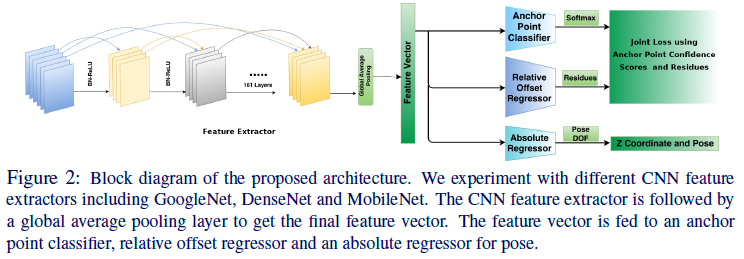 BN-ReLU
BN-ReLU
.....
161 Layers
Global Average
Pooling
Feature Extractor
Feature Vector
Anchor
Point
Classifier
Softmax
Relative
Offset
Regressor
Residues
Joint Loss using
Anchor Point Confidence
Scores and Residues
Absolute
Regressor
Pose
DOF
Z Coordinate and Pose
Figure 2: Block diagram of the proposed architecture. We experiment with different CNN feature
extractors including GoogleNet, DenseNet and MobileNet. The CNN feature extractor is followed by
a global average pooling layer to get the final feature vector. The feature vector is fed to an anchor
point classifier, relative offset regressor and an absolute regressor for pose.